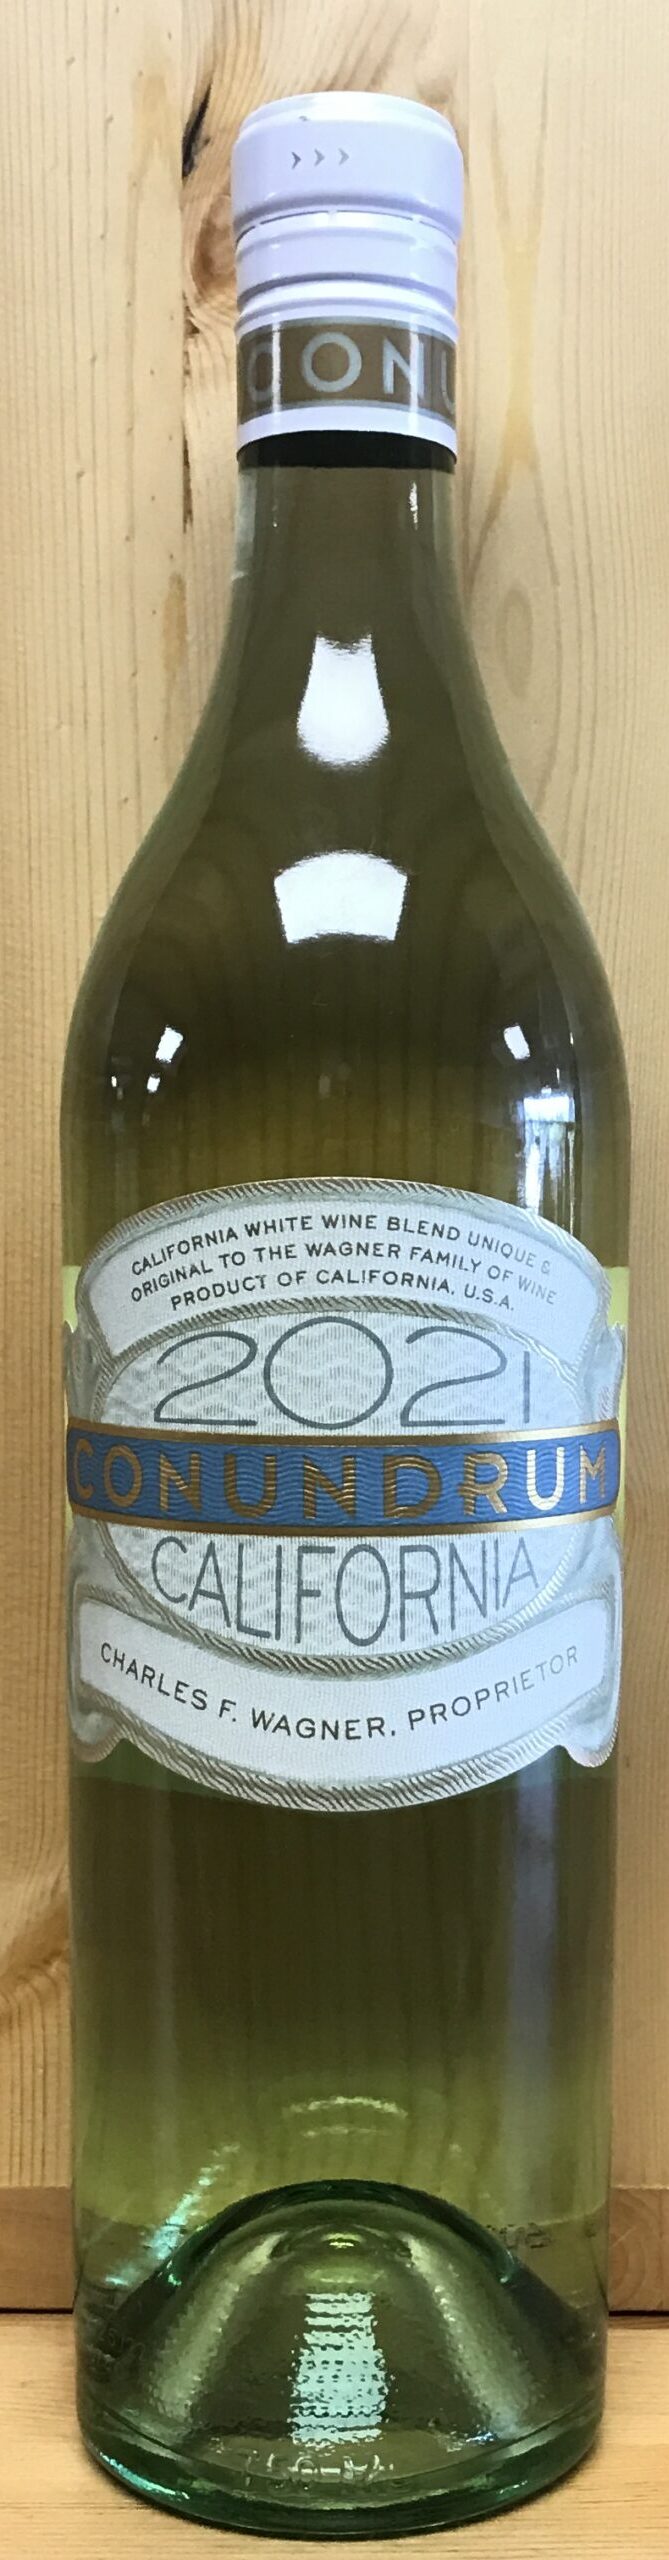 CONU
CALIFORNIA WHITE WINE BLEND UNIQUE &
ORIGINAL TO THE WAGNER FAMILY OF WINE
PRODUCT OF CALIFORNIA, U.S.A.
2021
CONUNDRUM
CALIFORNIA
CHARLES F. WAGNER, PROPRIETOR